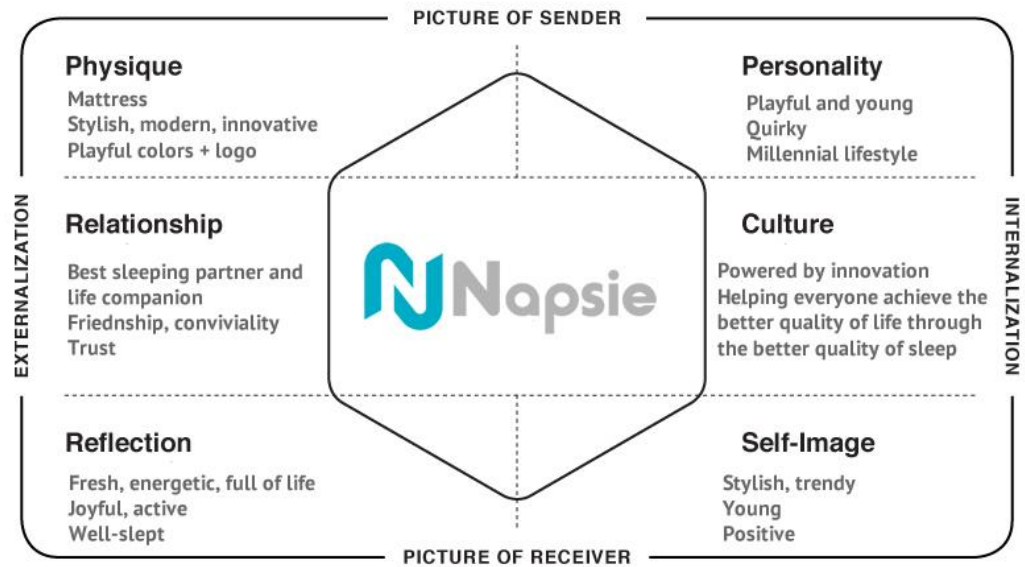 PICTURE OF SENDER
Physique
Mattress
Stylish, modern, innovative
Playful colors + logo
Personality
Playful and young
Quirky
Millennial lifestyle
EXTERNALIZATION
Relationship
Best sleeping partner and
life companion
Friednship, conviviality
Trust
Napsie
Culture
Powered by innovation
Helping everyone achieve the
better quality of life through
the better quality of sleep
INTERNALIZATION
Reflection
Fresh, energetic, full of life
Joyful, active
Well-slept
Self-Image
Stylish, trendy
Young
Positive
PICTURE OF RECEIVER